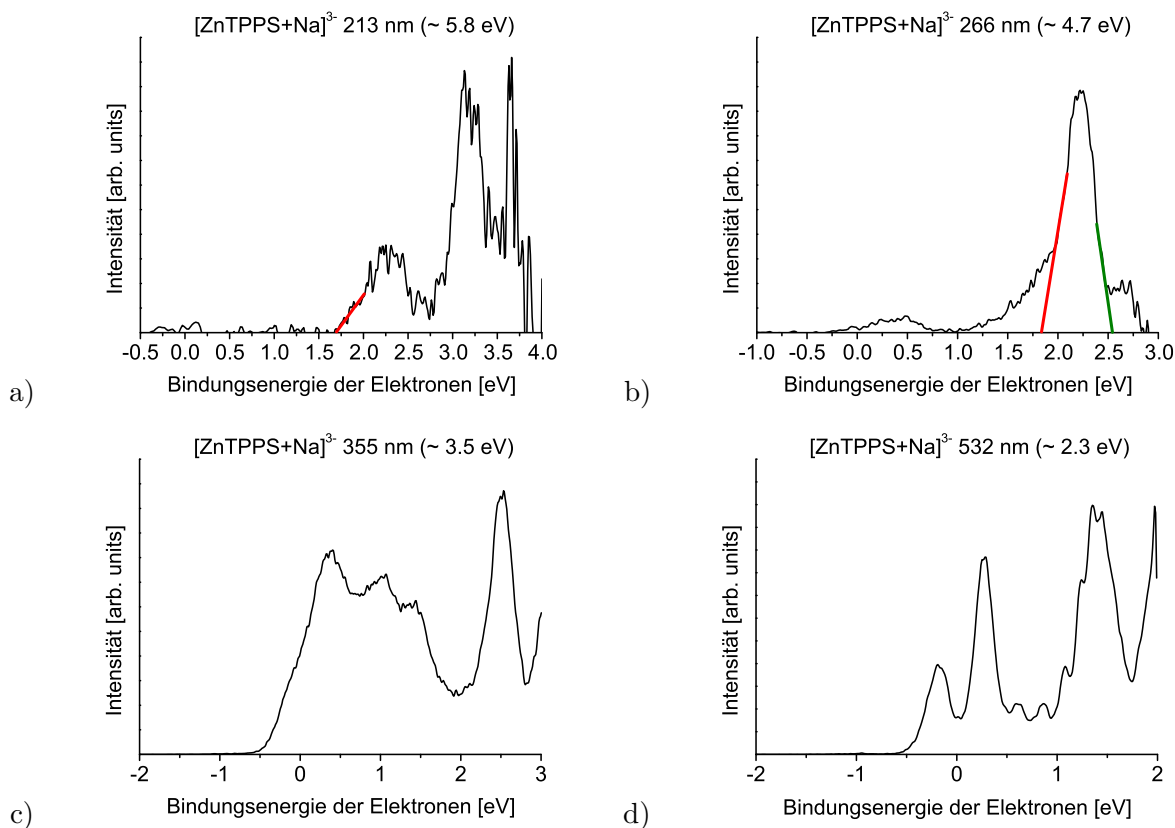 [ZnTPPS+Na]³⁻ 213 nm (~ 5.8 eV)
Intensität [arb. units]
-0.5 0.0 0.5 1.0 1.5 2.0 2.5 3.0 3.5 4.0
Bindungsenergie der Elektronen [eV]
a)
[ZnTPPS+Na]³⁻ 266 nm (~ 4.7 eV)
Intensität [arb. units]
-1.0 -0.5 0.0 0.5 1.0 1.5 2.0 2.5 3.0
Bindungsenergie der Elektronen [eV]
b)
[ZnTPPS+Na]³⁻ 355 nm (~ 3.5 eV)
Intensität [arb. units]
-2 -1 0 1 2 3
Bindungsenergie der Elektronen [eV]
c)
[ZnTPPS+Na]³⁻ 532 nm (~ 2.3 eV)
Intensität [arb. units]
-2 -1 0 1 2
Bindungsenergie der Elektronen [eV]
d)